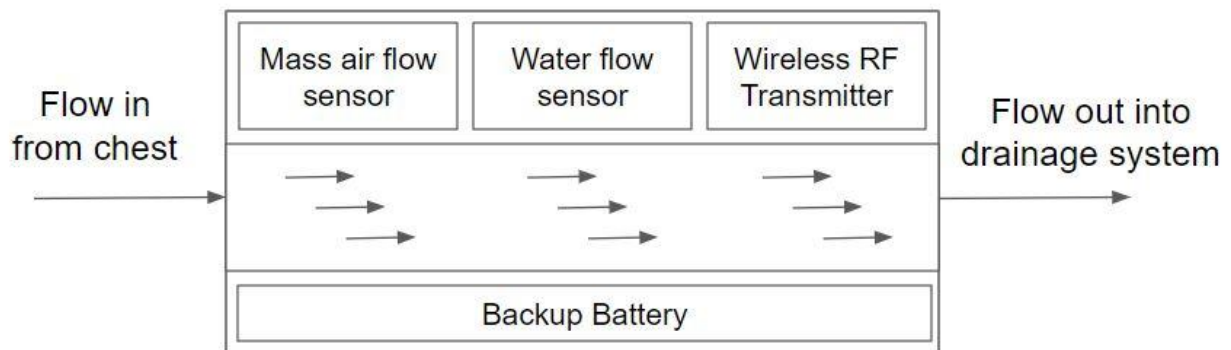 Mass air flow
sensor
Water flow
sensor
Wireless RF
Transmitter
Flow in
from chest
Flow out into
drainage system
Backup Battery